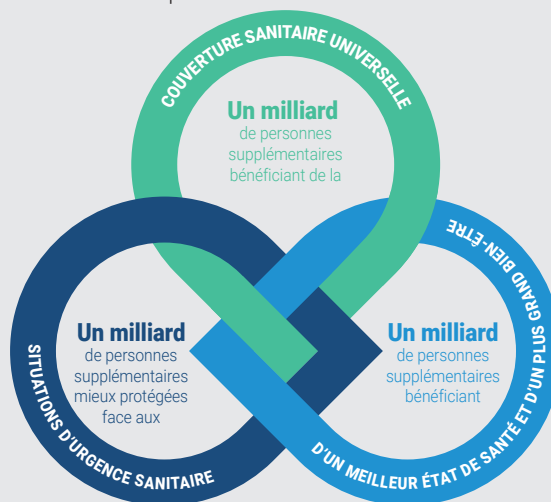 COUVERTURE SANITAIRE UNIVERSELLE
Un milliard
de personnes
supplémentaires
bénéficiant de la
Un milliard
de personnes
supplémentaires
mieux protégées
face aux
SITUATIONS D'URGENCE SANITAIRE
Un milliard
de personnes
supplémentaires
bénéficiant
D'UN MEILLEUR ÉTAT DE SANTÉ ET D'UN PLUS GRAND BIEN-ÊTRE